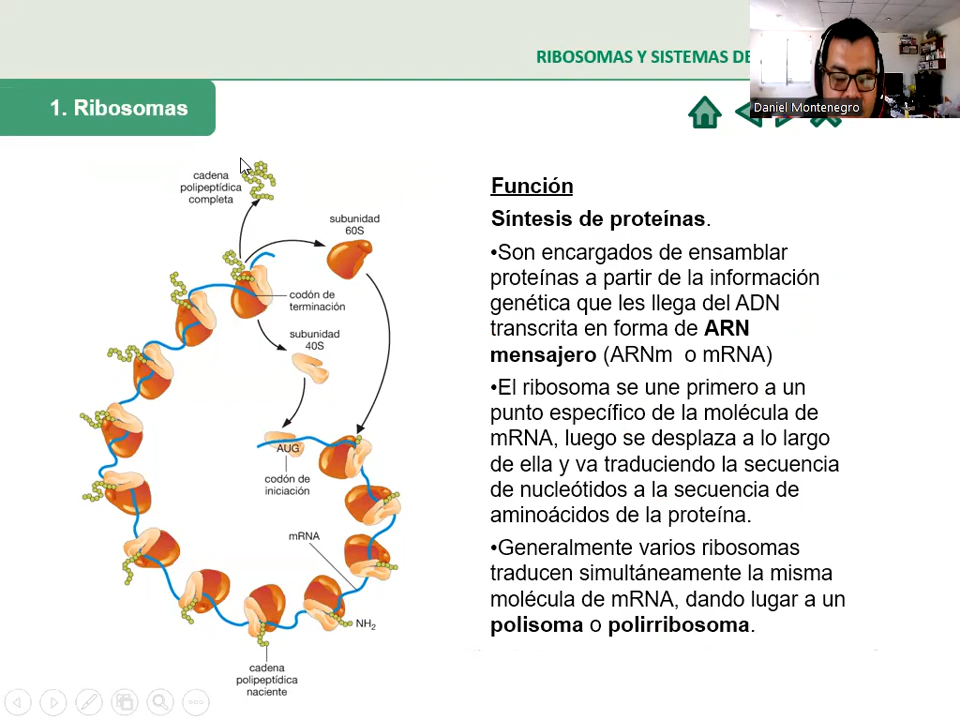 RIBOSOMAS Y SISTEMAS DE
Daniel Montenegro
1. Ribosomas
cadena
polipeptídica
completa
subunidad
60S
codón de
terminación
subunidad
40S
AUG
codón de
iniciación
mRNA
NH2
cadena
polipeptídica
naciente
Función
Síntesis de proteínas.
•Son encargados de ensamblar
proteínas a partir de la información
genética que les llega del ADN
transcrita en forma de ARN
mensajero (ARNm o mRNA)
•El ribosoma se une primero a un
punto específico de la molécula de
mRNA, luego se desplaza a lo largo
de ella y va traduciendo la secuencia
de nucleótidos a la secuencia de
aminoácidos de la proteína.
•Generalmente varios ribosomas
traducen simultáneamente la misma
molécula de mRNA, dando lugar a un
polisoma o polirribosoma.